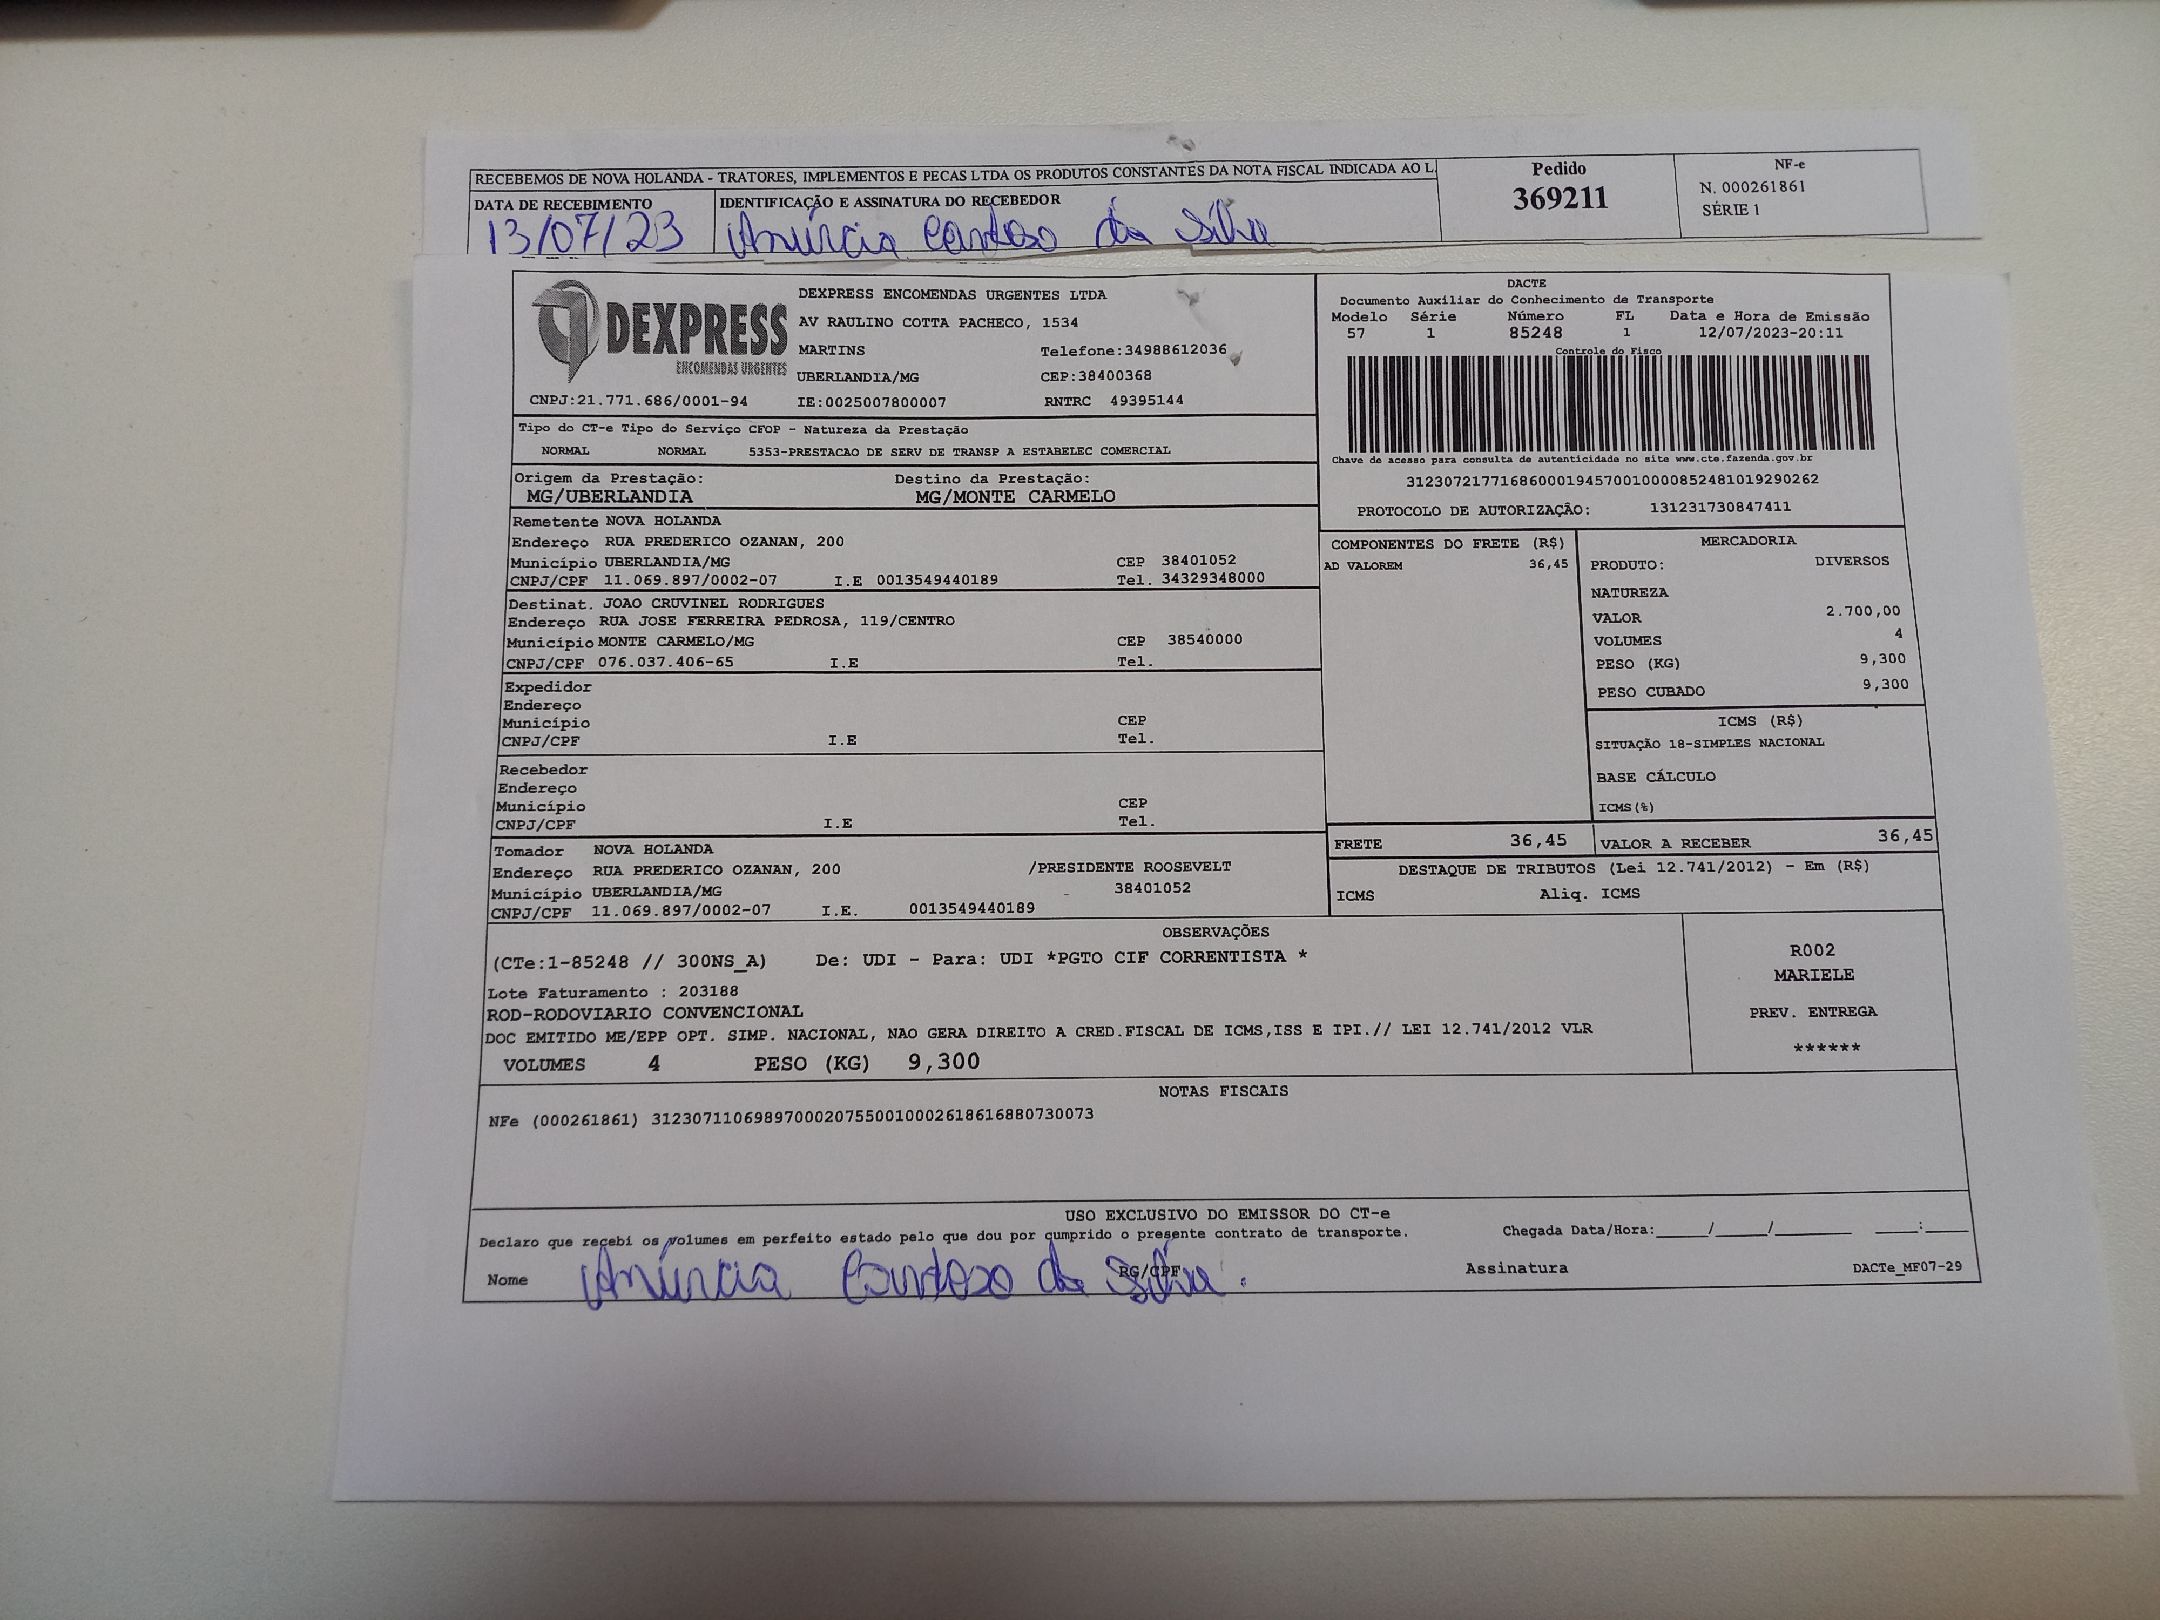 RECEBEMOS DE NOVA HOLANDA - TRATORES, IMPLEMENTOS E PECAS LTDA OS PRODUTOS CONSTANTES DA NOTA FISCAL INDICADA AO L
DATA DE RECEBIMENTO
13/07/23
IDENTIFICAÇÃO E ASSINATURA DO RECEBEDOR
Cardoso da Silva
Pedido
369211
NF-e
N. 000261861
SÉRIE 1
DEXPRESS
ENCOMENDAS URGENTES
CNPJ:21.771.686/0001-94
DEXPRESS ENCOMENDAS URGENTES LTDA
AV RAULINO COTTA PACHECO, 1534
MARTINS Telefone:34988612036
UBERLANDIA/MG CEP:38400368
IE:0025007800007 RNTRC 49395144
DACTE
Documento Auxiliar do Conhecimento de Transporte
Modelo Série Número FL Data e Hora de Emissão
57 1 85248 1 12/07/2023-20:11
Controle do Fisco
Chave de acesso para consulta de autenticidade no site www.cte.fazenda.gov.br
31230721771686000194570010000852481019290262
PROTOCOLO DE AUTORIZAÇÃO: 131231730847411
Tipo do CT-e Tipo do Serviço CFOP - Natureza da Prestação
NORMAL NORMAL 5353-PRESTACAO DE SERV DE TRANSP A ESTABELEC COMERCIAL
Origem da Prestação: Destino da Prestação:
MG/UBERLANDIA MG/MONTE CARMELO
Remetente NOVA HOLANDA
Endereço RUA PREDERICO OZANAN, 200
Município UBERLANDIA/MG CEP 38401052
CNPJ/CPF 11.069.897/0002-07 I.E 0013549440189 Tel. 34329348000
Destinat. JOAO CRUVINEL RODRIGUES
Endereço RUA JOSE FERREIRA PEDROSA, 119/CENTRO
Município MONTE CARMELO/MG CEP 38540000
CNPJ/CPF 076.037.406-65 I.E Tel.
Expedidor
Endereço
Município CEP
CNPJ/CPF I.E Tel.
Recebedor
Endereço
Município CEP
CNPJ/CPF I.E Tel.
Tomador NOVA HOLANDA
Endereço RUA PREDERICO OZANAN, 200 /PRESIDENTE ROOSEVELT
Município UBERLANDIA/MG 38401052
CNPJ/CPF 11.069.897/0002-07 I.E. 0013549440189
COMPONENTES DO FRETE (R$)
AD VALOREM 36,45
MERCADORIA
PRODUTO: DIVERSOS
NATUREZA
VALOR 2.700,00
VOLUMES 4
PESO (KG) 9,300
PESO CUBADO 9,300
ICMS (R$)
SITUAÇÃO 18-SIMPLES NACIONAL
BASE CÁLCULO
ICMS(%)
FRETE 36,45 VALOR A RECEBER 36,45
DESTAQUE DE TRIBUTOS (Lei 12.741/2012) - Em (R$)
ICMS Aliq. ICMS
OBSERVAÇÕES
(CTe:1-85248 // 300NS_A) De: UDI - Para: UDI *PGTO CIF CORRENTISTA *
Lote Faturamento : 203188
ROD-RODOVIARIO CONVENCIONAL
DOC EMITIDO ME/EPP OPT. SIMP. NACIONAL, NAO GERA DIREITO A CRED.FISCAL DE ICMS,ISS E IPI.// LEI 12.741/2012 VLR
VOLUMES 4 PESO (KG) 9,300
R002
MARIELE
PREV. ENTREGA
******
NOTAS FISCAIS
NFe (000261861) 31230711069897000207550010002618616880730073
USO EXCLUSIVO DO EMISSOR DO CT-e
Declaro que recebi os volumes em perfeito estado pelo que dou por cumprido o presente contrato de transporte. Chegada Data/Hora:____/____/______ ___:___
Nome Cardoso da Silva. RG/CPF Assinatura DACTe_MF07-29